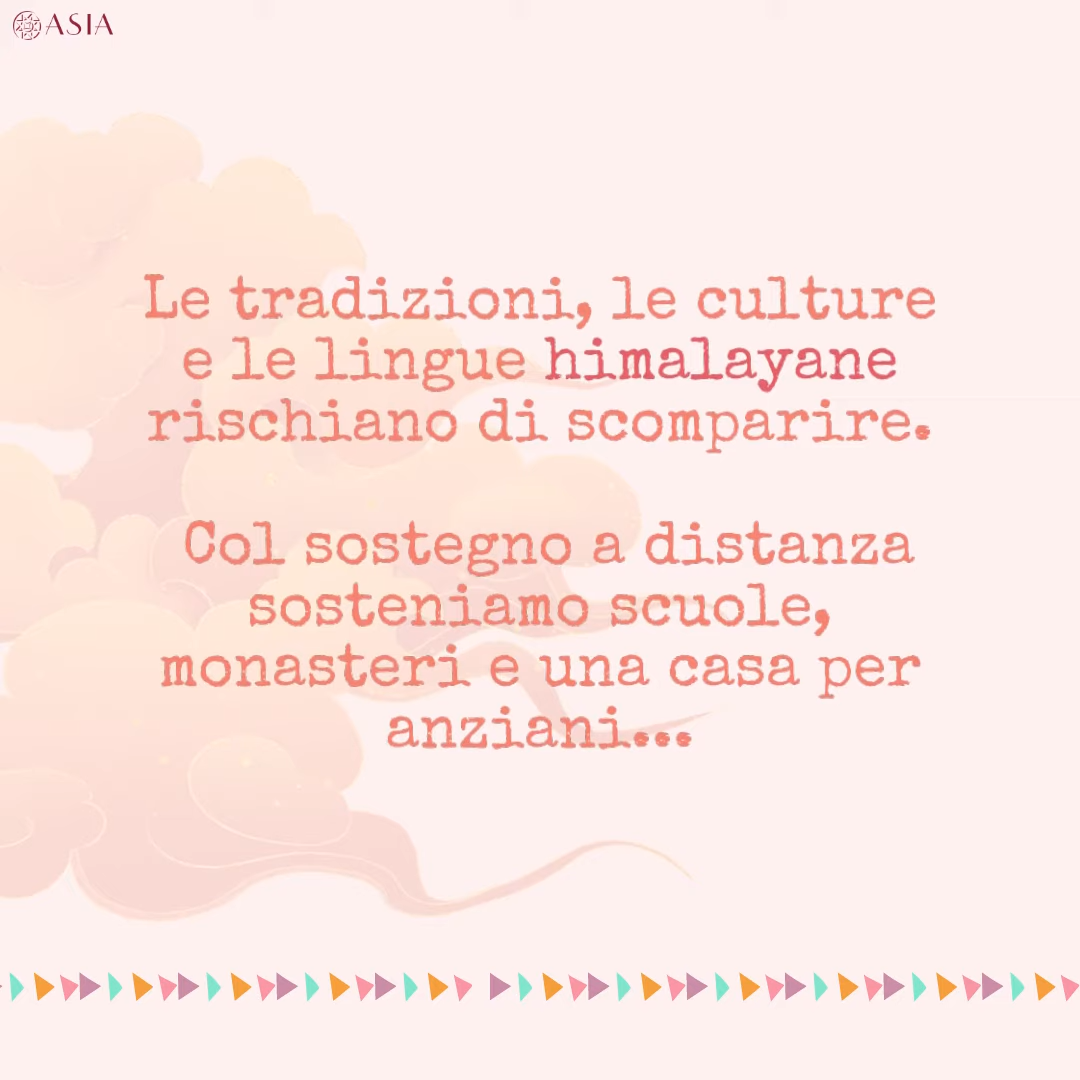 ASIA
Le tradizioni, le culture
e le lingue himalayane
rischiano di scomparire.
Col sostegno a distanza
sosteniamo scuole,
monasteri e una casa per
anziani...